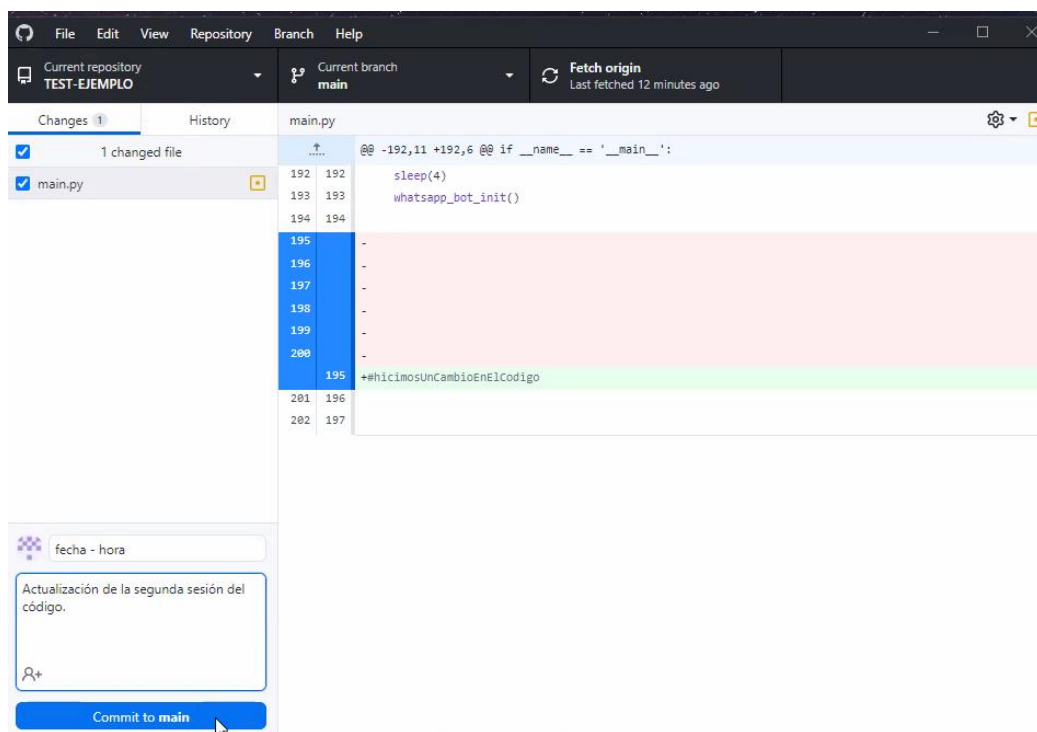 File Edit View Repository Branch Help
Current repository
TEST-EJEMPLO
Current branch
main
Fetch origin
Last fetched 12 minutes ago
Changes 1 History
main.py
1 changed file
main.py
@@ -192,11 +192,6 @@ if __name__ == '__main__':
192 192 sleep(4)
193 193 whatsapp_bot_init()
194 194
195 -
196 -
197 -
198 -
199 -
200 -
195 +#hicimosUnCambioEnElCodigo
201 196
202 197
fecha - hora
Actualización de la segunda sesión del
código.
Commit to main